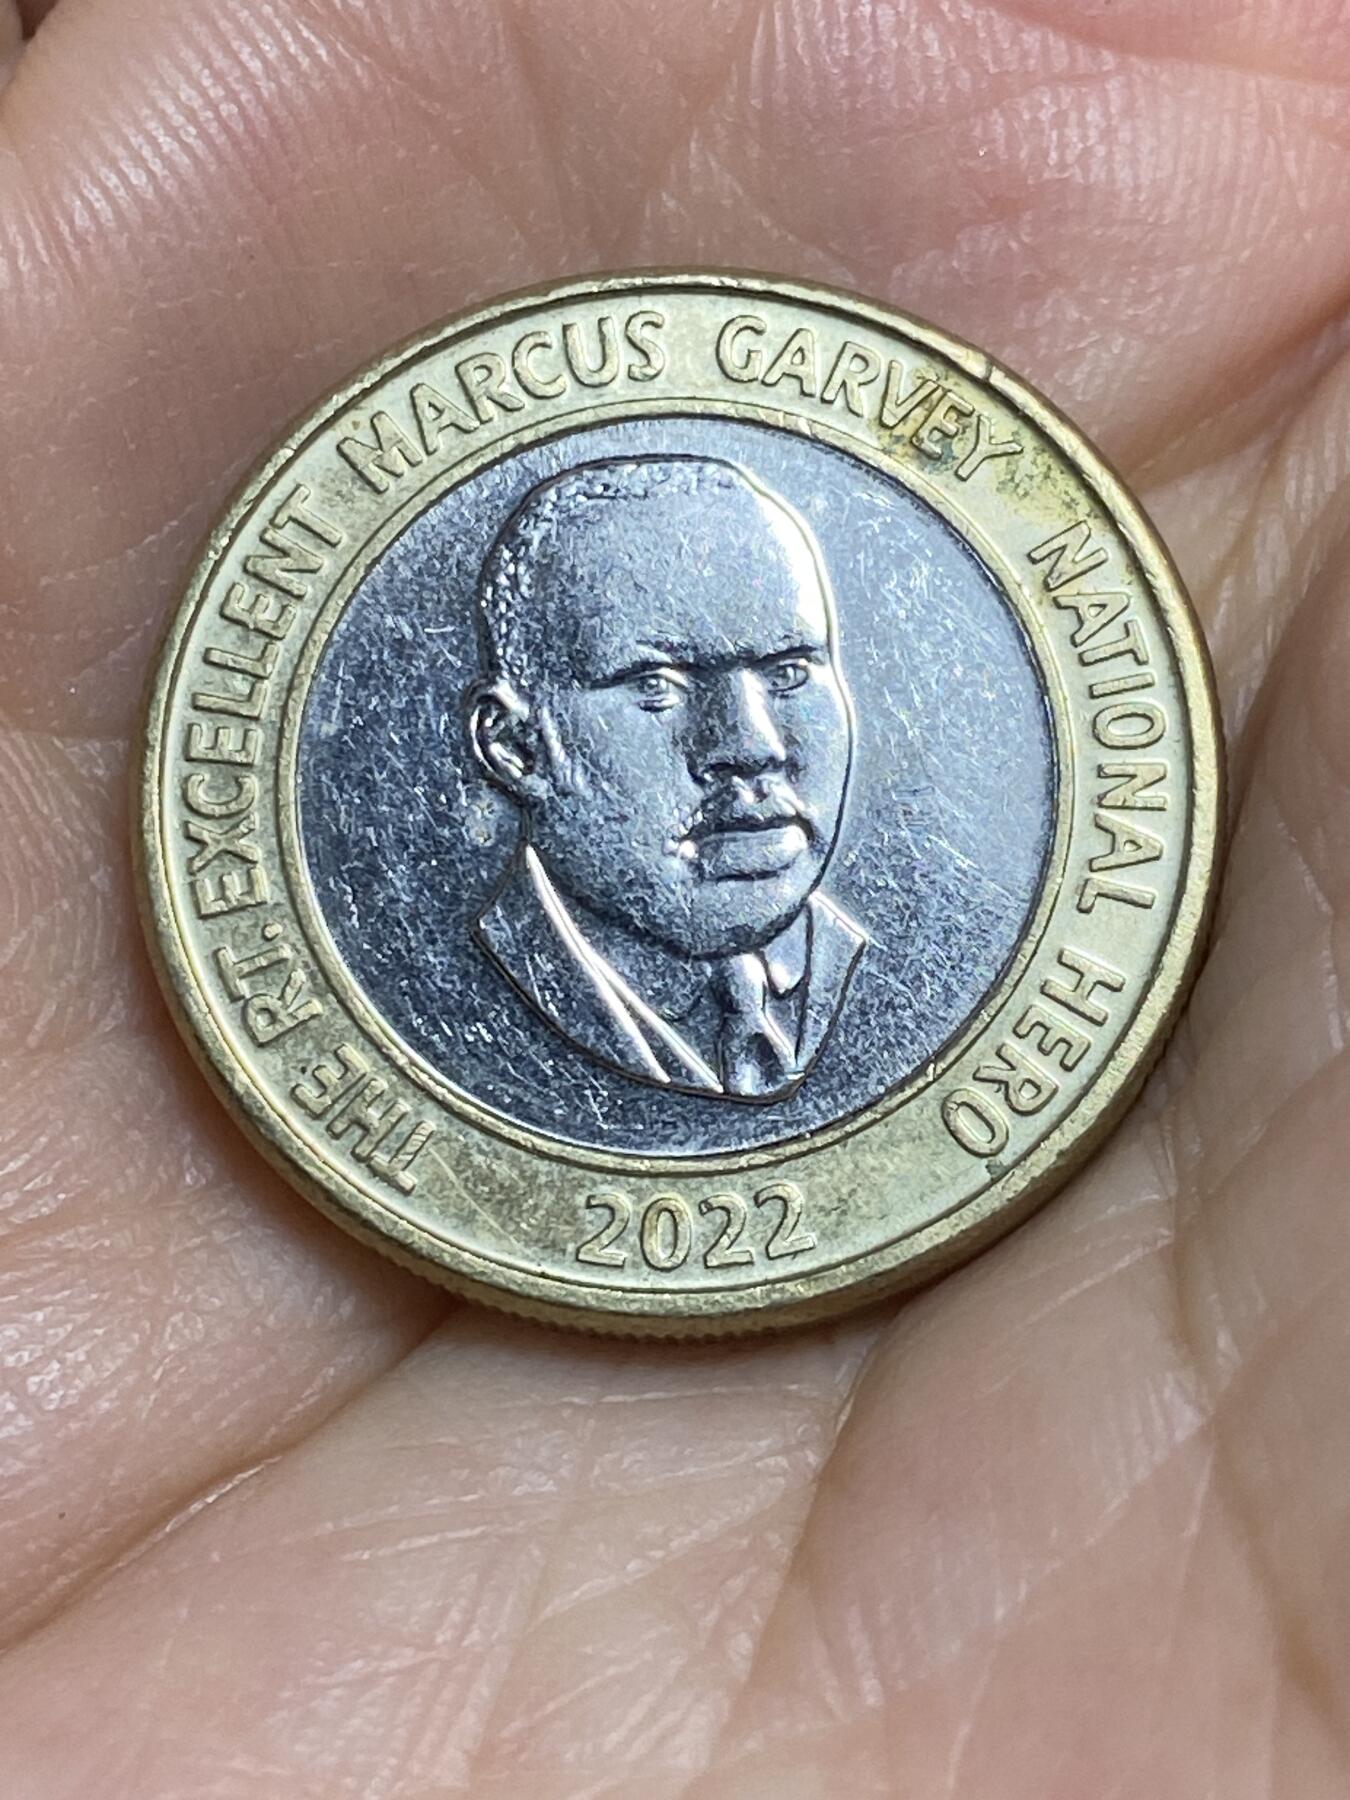 THE RT. EXCELLENT MARCUS GARVEY NATIONAL HERO
2022